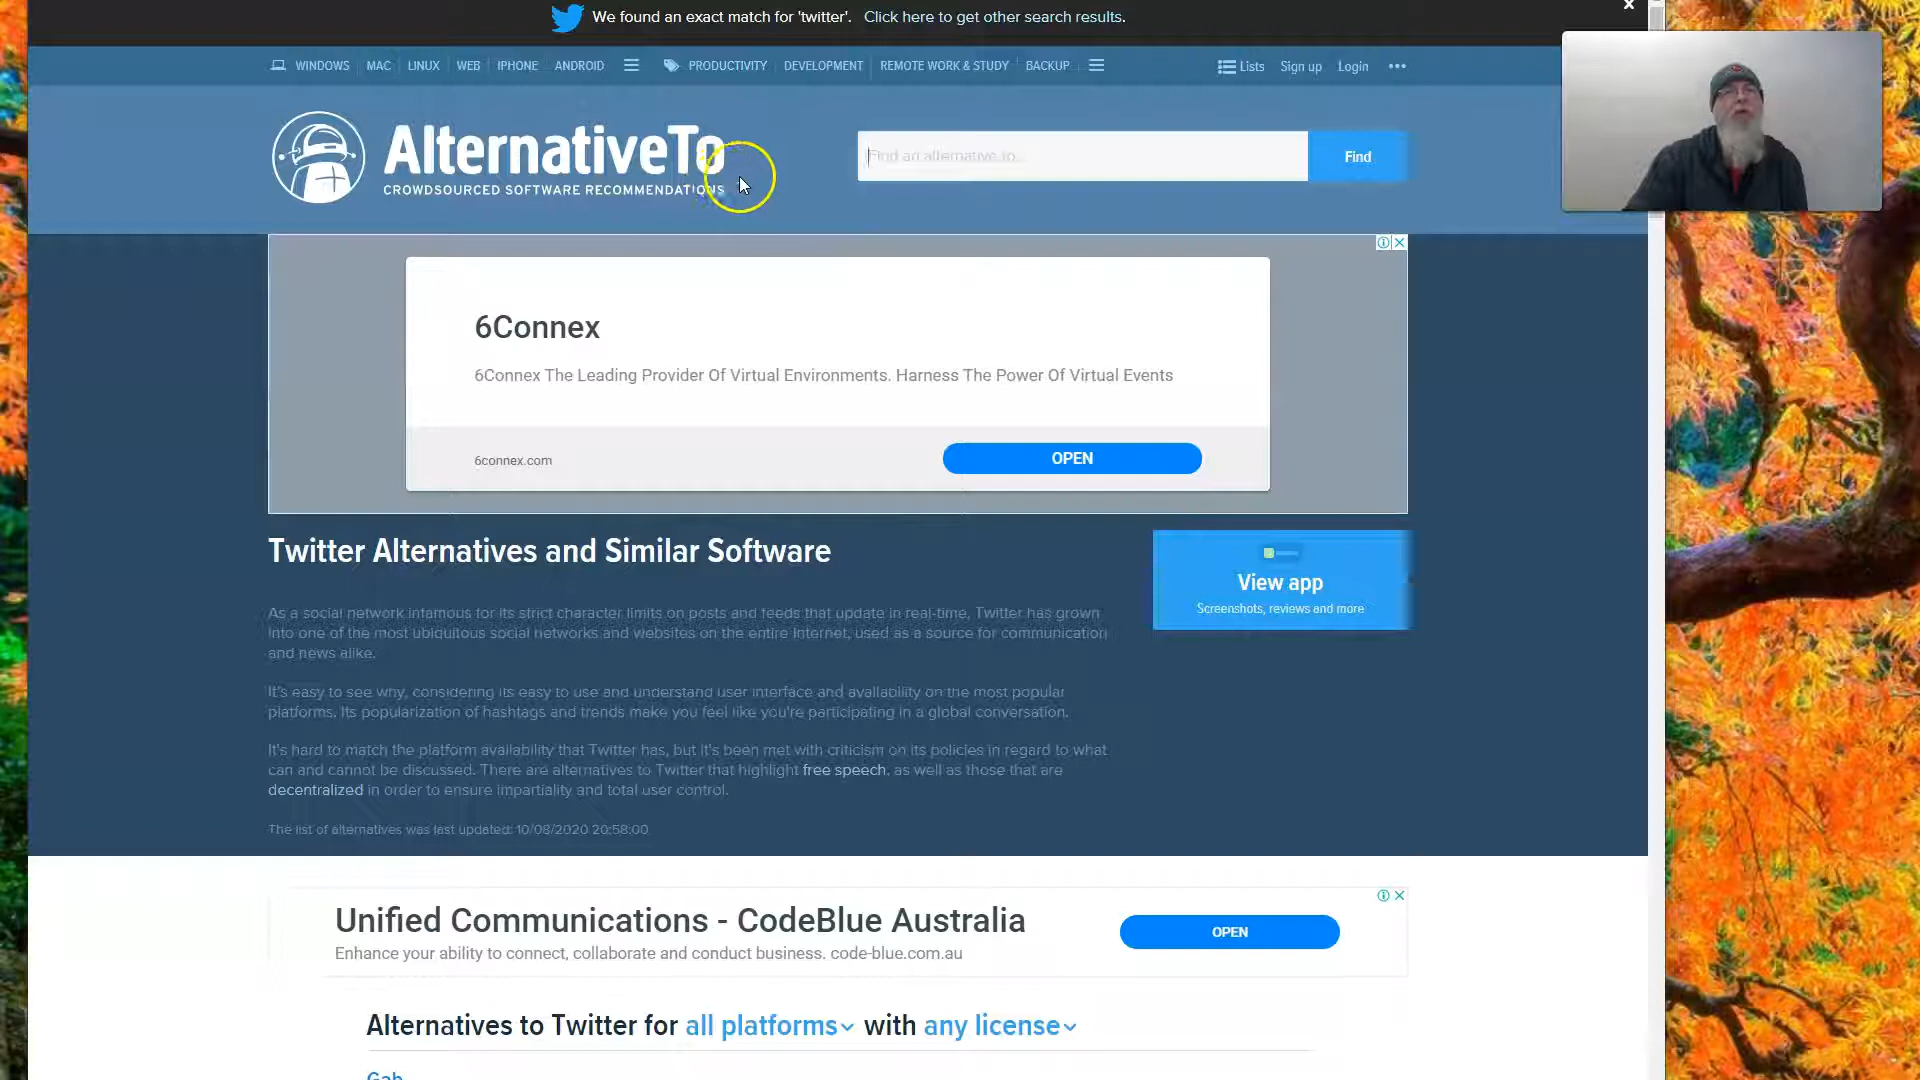 We found an exact match for 'twitter'. Click here to get other search results.
WINDOWS MAC LINUX WEB IPHONE ANDROID PRODUCTIVITY DEVELOPMENT REMOTE WORK & STUDY BACKUP Lists Sign up Login
AlternativeTo
CROWDSOURCED SOFTWARE RECOMMENDATIONS
Find an alternative to...
Find
6Connex
6Connex The Leading Provider Of Virtual Environments. Harness The Power Of Virtual Events
6connex.com
OPEN
Twitter Alternatives and Similar Software
View app
Screenshots, reviews and more
As a social network infamous for its strict character limits on posts and feeds that update in real-time, Twitter has grown
into one of the most ubiquitous social networks and websites on the entire Internet, used as a source for communication
and news alike.
It's easy to see why, considering its easy to use and understand user interface and availability on the most popular
platforms. Its popularization of hashtags and trends make you feel like you're participating in a global conversation.
It's hard to match the platform availability that Twitter has, but it's been met with criticism on its policies in regard to what
can and cannot be discussed. There are alternatives to Twitter that highlight free speech, as well as those that are
decentralized in order to ensure impartiality and total user control.
The list of alternatives was last updated: 10/08/2020 20:58:00
Unified Communications - CodeBlue Australia
Enhance your ability to connect, collaborate and conduct business. code-blue.com.au
OPEN
Alternatives to Twitter for all platforms with any license
Gab